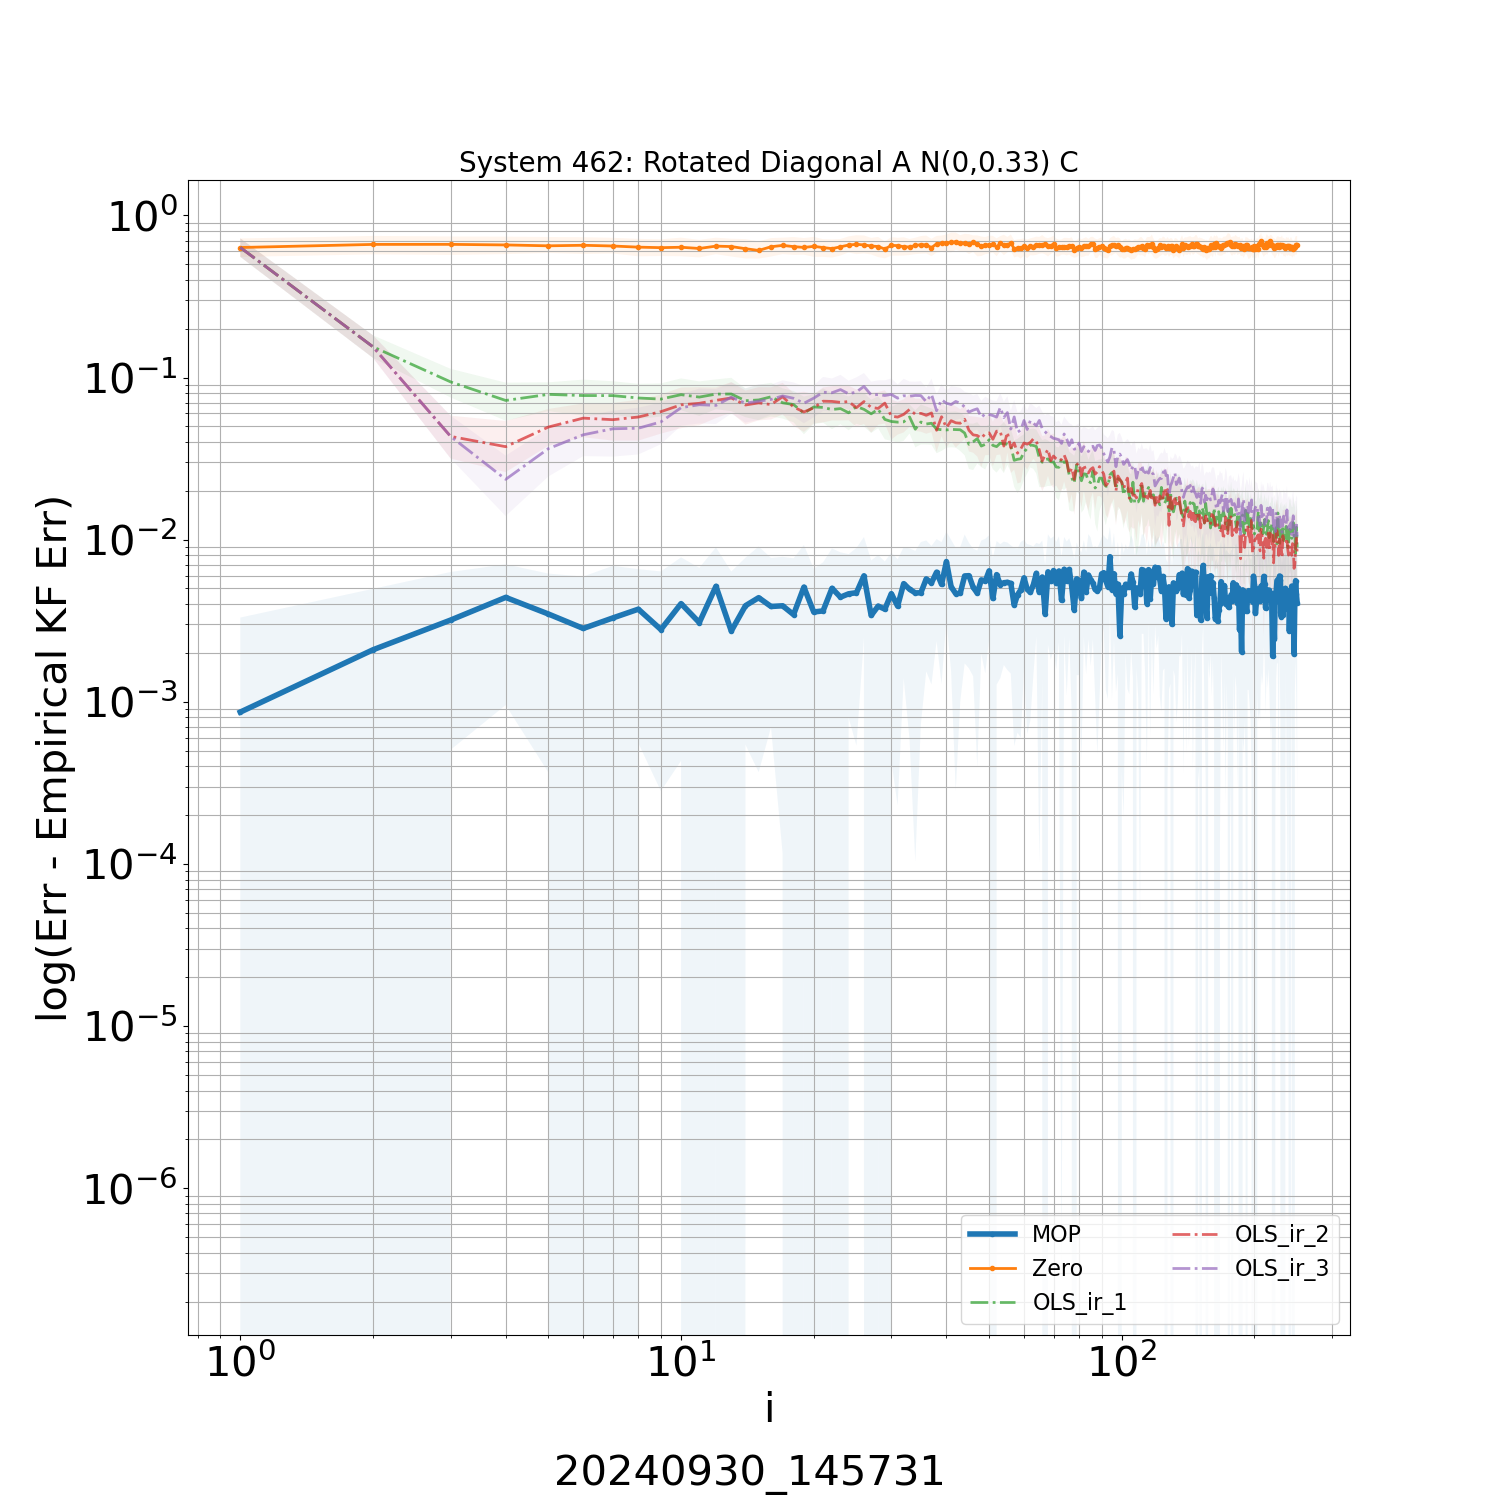 System 462: Rotated Diagonal A N(0,0.33) C
log(Err - Empirical KF Err)
10^0
10^-1
10^-2
10^-3
10^-4
10^-5
10^-6
MOP
Zero
OLS_ir_1
OLS_ir_2
OLS_ir_3
10^0
10^1
10^2
i
20240930_145731